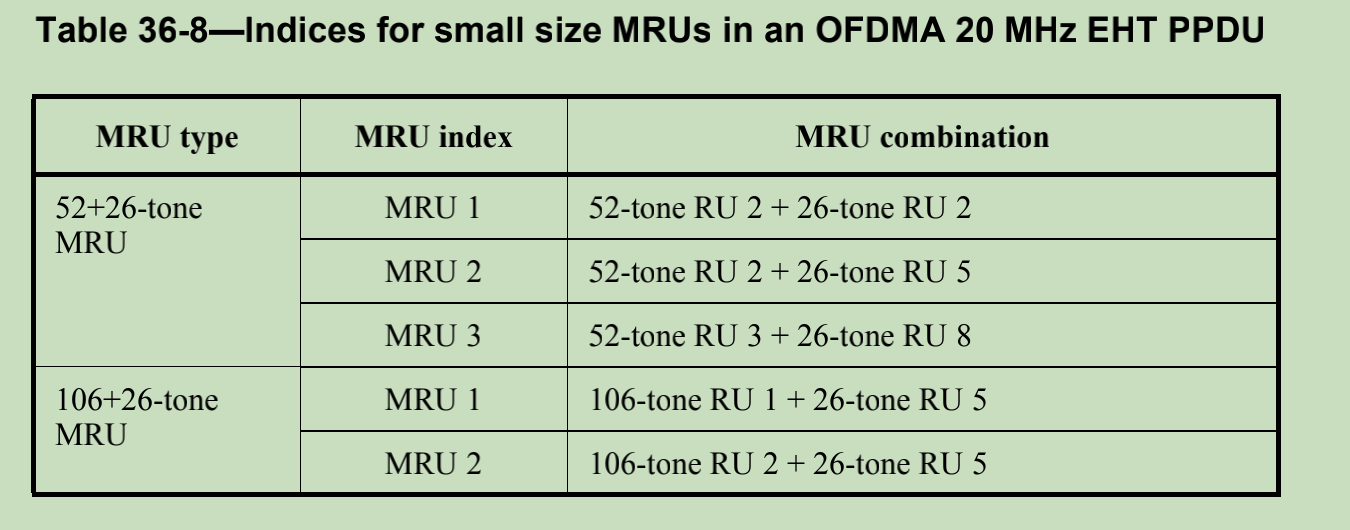 Table 36-8—Indices for small size MRUs in an OFDMA 20 MHz EHT PPDU
MRU type MRU index MRU combination
52+26-tone MRU
MRU 1 52-tone RU 2 + 26-tone RU 2
MRU 2 52-tone RU 2 + 26-tone RU 5
MRU 3 52-tone RU 3 + 26-tone RU 8
106+26-tone MRU
MRU 1 106-tone RU 1 + 26-tone RU 5
MRU 2 106-tone RU 2 + 26-tone RU 5